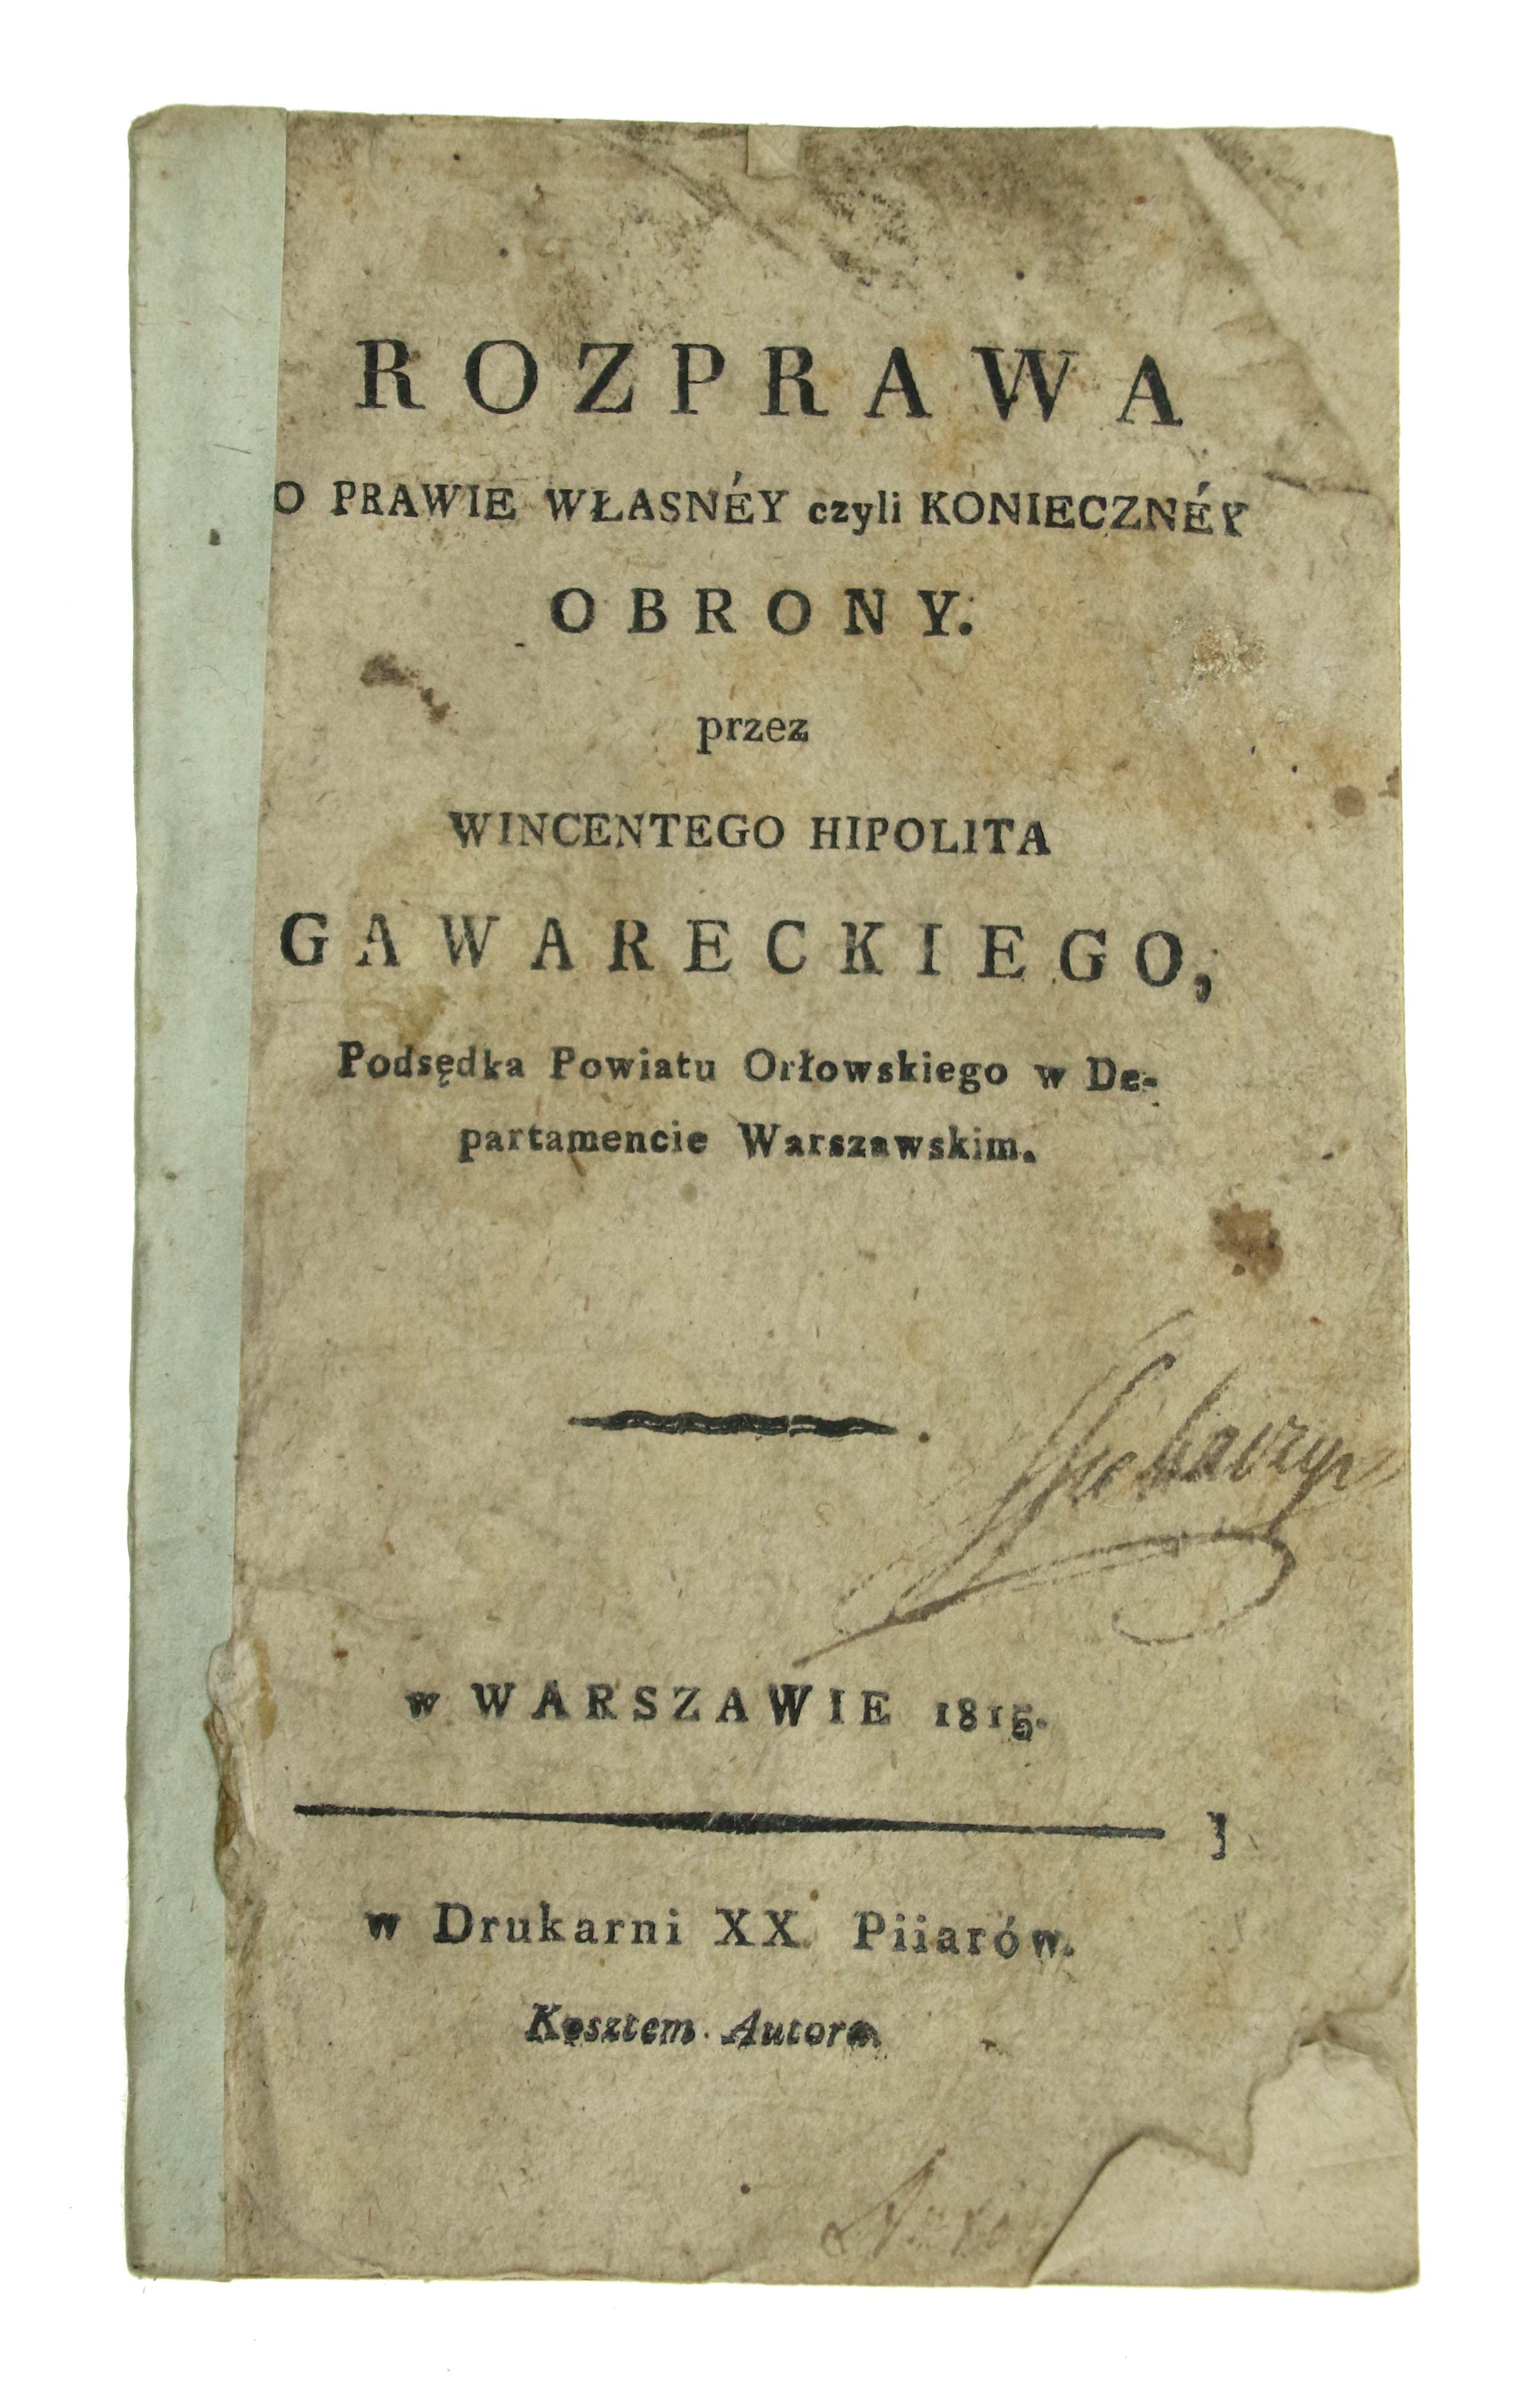 ROZPRAWA
O PRAWIE WŁASNÉY czyli KONIECZNÉY
OBRONY.
przez
WINCENTEGO HIPOLITA
GAWARECKIEGO,
Podsędka Powiatu Orłowskiego w De-
partamencie Warszawskim.
w WARSZAWIE 1815.
w Drukarni XX. Piiarów.
Kosztem Autora